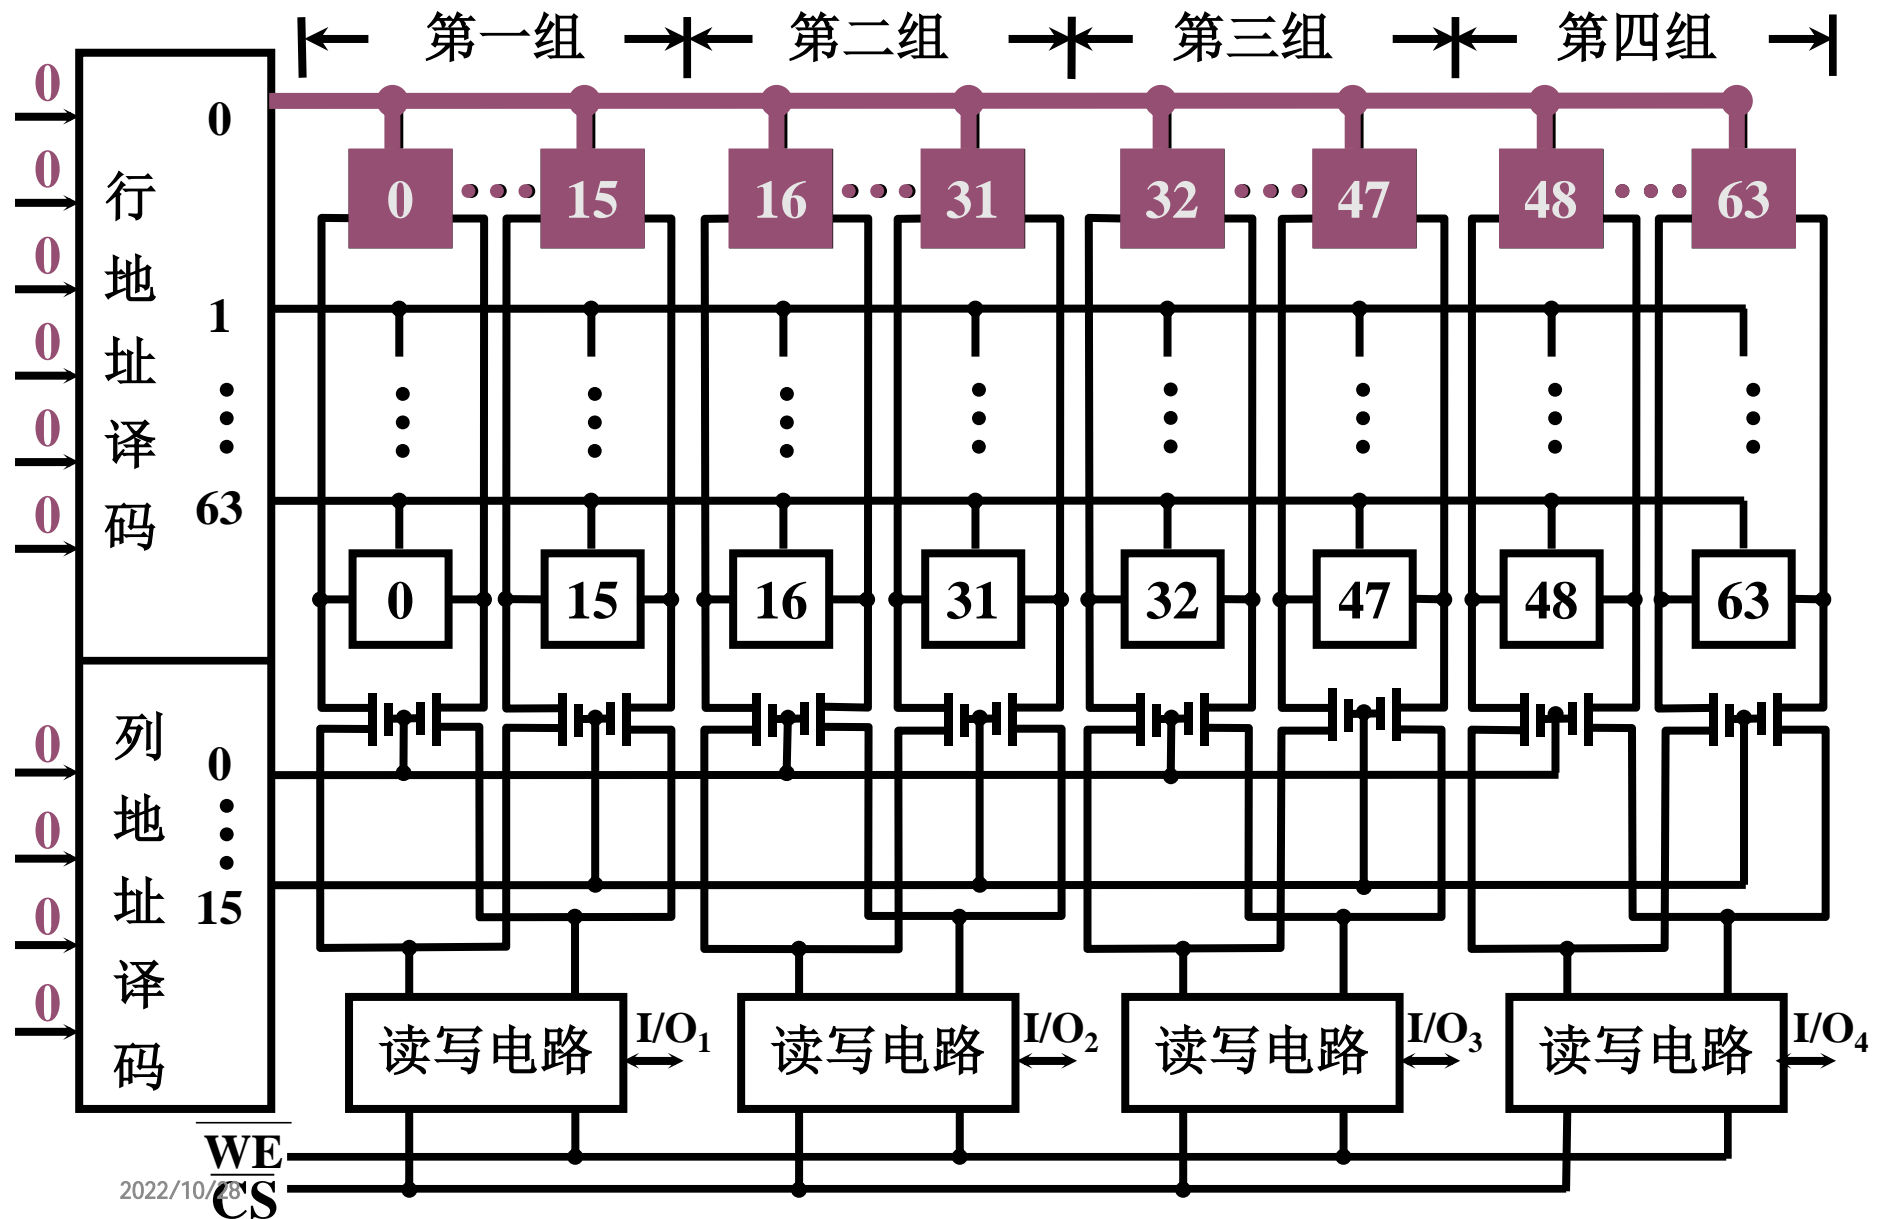 第一组 第二组 第三组 第四组
0 0
0 行 0 15 16 31 32 47 48 63
0 地
1
0 址
0 译
0 码 63
0 15 16 31 32 47 48 63
列
0 0
0 地
0 址 15
0 译
码
读写电路 I/O1 读写电路 I/O2 读写电路 I/O3 读写电路 I/O4
WE
CS
2022/10/28